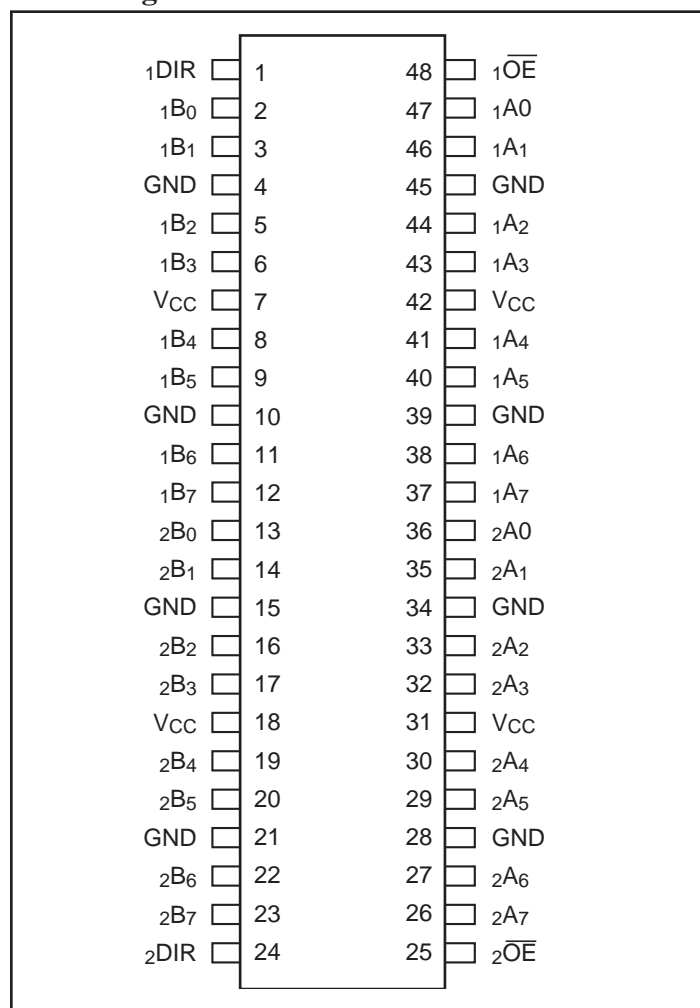 ₁DIR 1 48 ₁O̅E̅
₁B₀ 2 47 ₁A0
₁B₁ 3 46 ₁A₁
GND 4 45 GND
₁B₂ 5 44 ₁A₂
₁B₃ 6 43 ₁A₃
VCC 7 42 VCC
₁B₄ 8 41 ₁A₄
₁B₅ 9 40 ₁A₅
GND 10 39 GND
₁B₆ 11 38 ₁A₆
₁B₇ 12 37 ₁A₇
₂B₀ 13 36 ₂A0
₂B₁ 14 35 ₂A₁
GND 15 34 GND
₂B₂ 16 33 ₂A₂
₂B₃ 17 32 ₂A₃
VCC 18 31 VCC
₂B₄ 19 30 ₂A₄
₂B₅ 20 29 ₂A₅
GND 21 28 GND
₂B₆ 22 27 ₂A₆
₂B₇ 23 26 ₂A₇
₂DIR 24 25 ₂O̅E̅